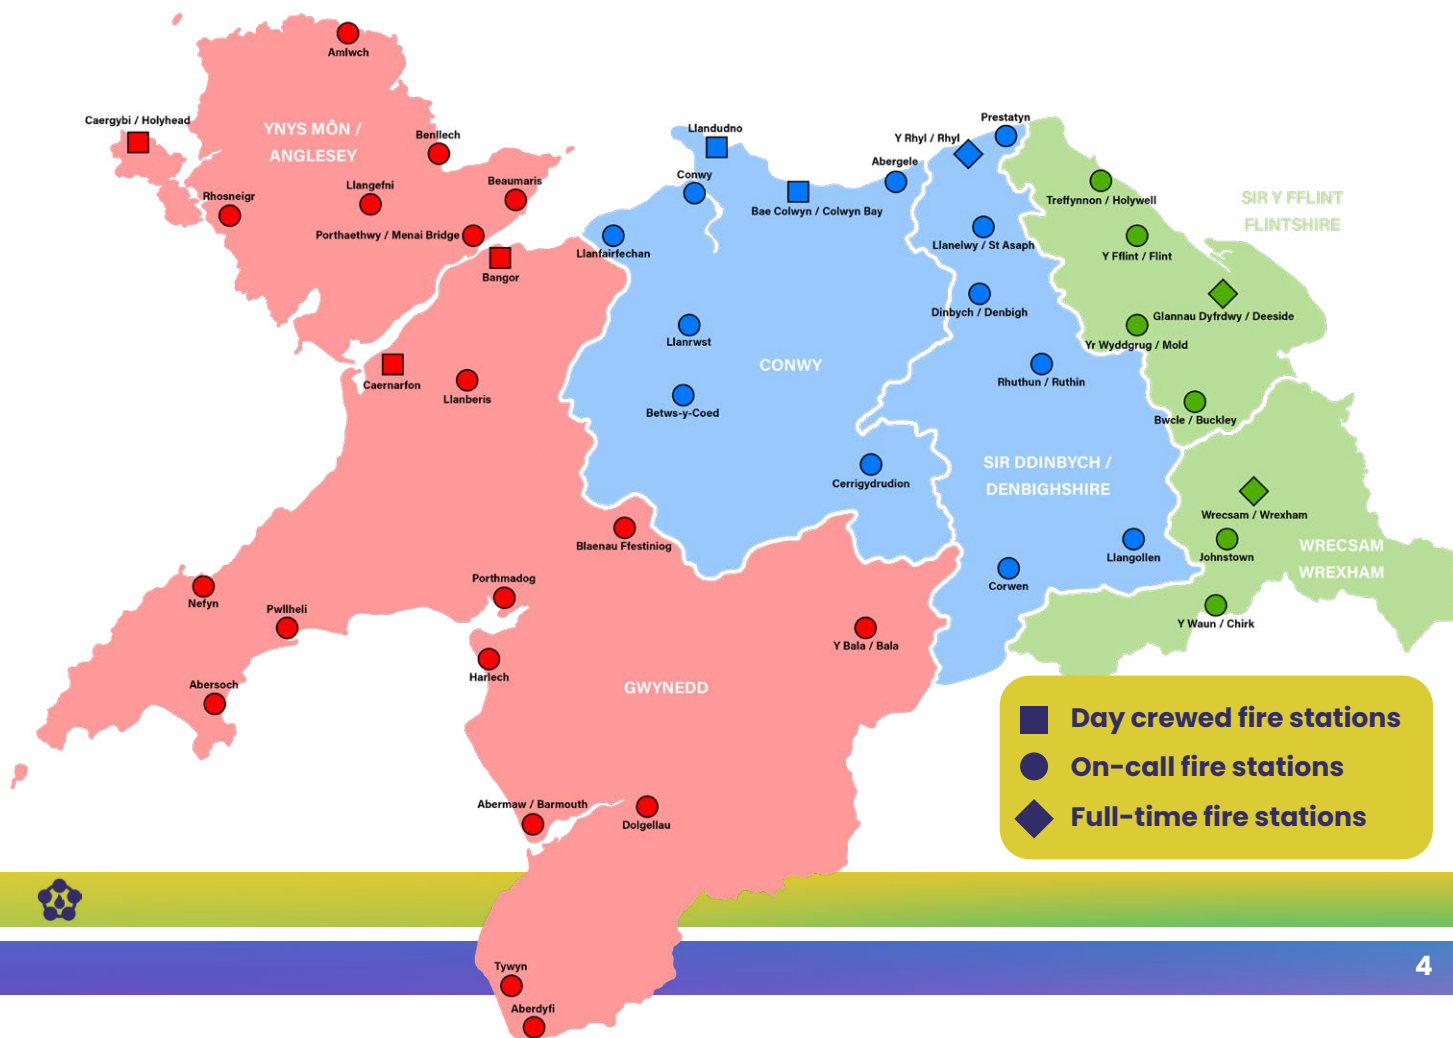 Amlwch
Caergybi / Holyhead
YNYS MÔN /
ANGLESEY
Benllech
Rhosneigr
Llangefni
Beaumaris
Porthaethwy / Menai Bridge
Bangor
Caernarfon
Llanberis
Nefyn
Pwllheli
Abersoch
Porthmadog
Harlech
Blaenau Ffestiniog
Y Bala / Bala
GWYNEDD
Abermaw / Barmouth
Dolgellau
Tywyn
Aberdyfi
Llandudno
Conwy
Bae Colwyn / Colwyn Bay
Abergele
Llanfairfechan
Llanrwst
CONWY
Betws-y-Coed
Cerrigydrudion
Prestatyn
Y Rhyl / Rhyl
Llanelwy / St Asaph
Dinbych / Denbigh
Rhuthun / Ruthin
SIR DDINBYCH /
DENBIGHSHIRE
Llangollen
Corwen
Treffynnon / Holywell
SIR Y FFLINT
FLINTSHIRE
Y Fflint / Flint
Glannau Dyfrdwy / Deeside
Yr Wyddgrug / Mold
Bwcle / Buckley
Wrecsam / Wrexham
Johnstown
WRECSAM
WREXHAM
Y Waun / Chirk
Day crewed fire stations
On-call fire stations
Full-time fire stations
4